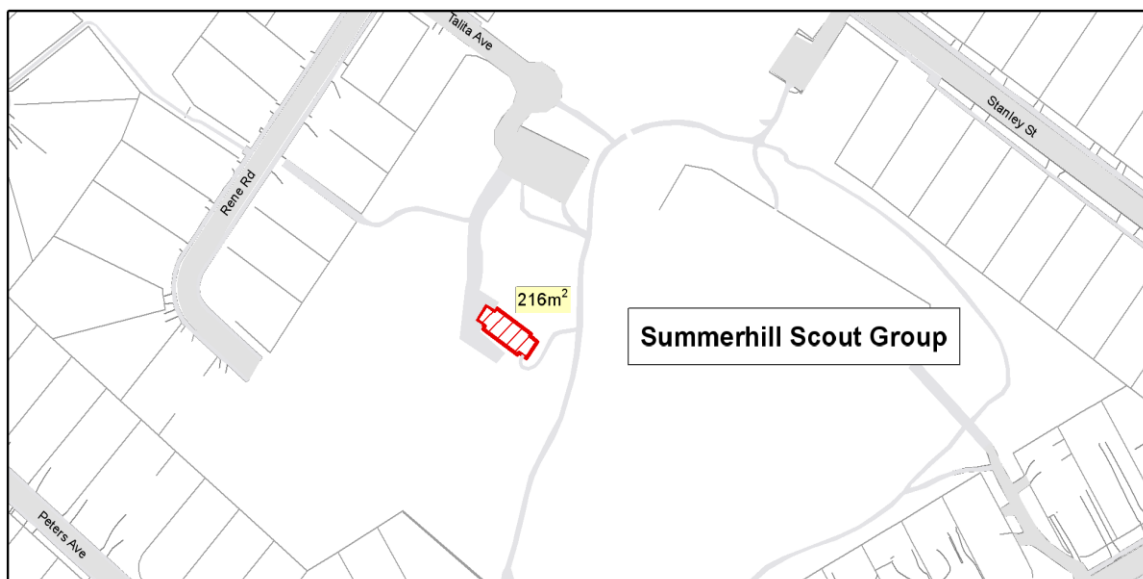 Talita Ave
Stanley St
Rene Rd
216m²
Summerhill Scout Group
Peters Ave